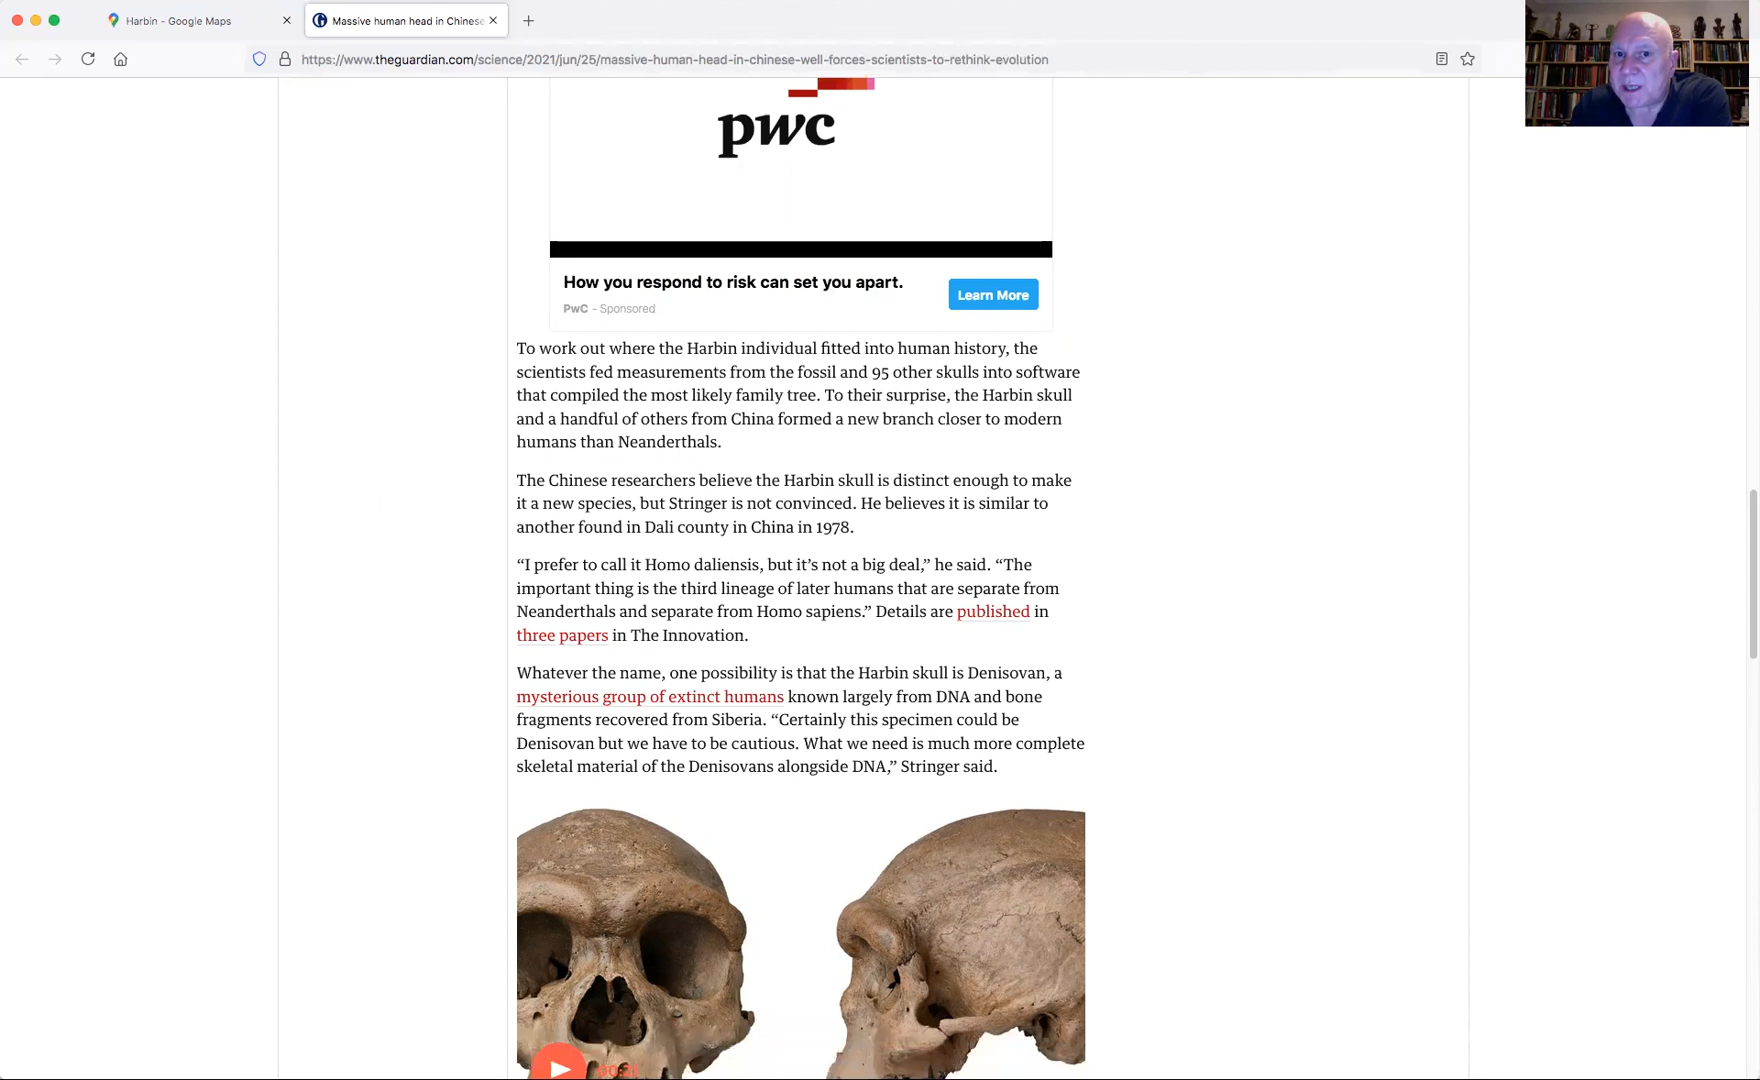 Harbin - Google Maps
Massive human head in Chinese
https://www.theguardian.com/science/2021/jun/25/massive-human-head-in-chinese-well-forces-scientists-to-rethink-evolution
pwc
How you respond to risk can set you apart.
PwC - Sponsored
Learn More
To work out where the Harbin individual fitted into human history, the
scientists fed measurements from the fossil and 95 other skulls into software
that compiled the most likely family tree. To their surprise, the Harbin skull
and a handful of others from China formed a new branch closer to modern
humans than Neanderthals.
The Chinese researchers believe the Harbin skull is distinct enough to make
it a new species, but Stringer is not convinced. He believes it is similar to
another found in Dali county in China in 1978.
“I prefer to call it Homo daliensis, but it’s not a big deal,” he said. “The
important thing is the third lineage of later humans that are separate from
Neanderthals and separate from Homo sapiens.” Details are published in
three papers in The Innovation.
Whatever the name, one possibility is that the Harbin skull is Denisovan, a
mysterious group of extinct humans known largely from DNA and bone
fragments recovered from Siberia. “Certainly this specimen could be
Denisovan but we have to be cautious. What we need is much more complete
skeletal material of the Denisovans alongside DNA,” Stringer said.